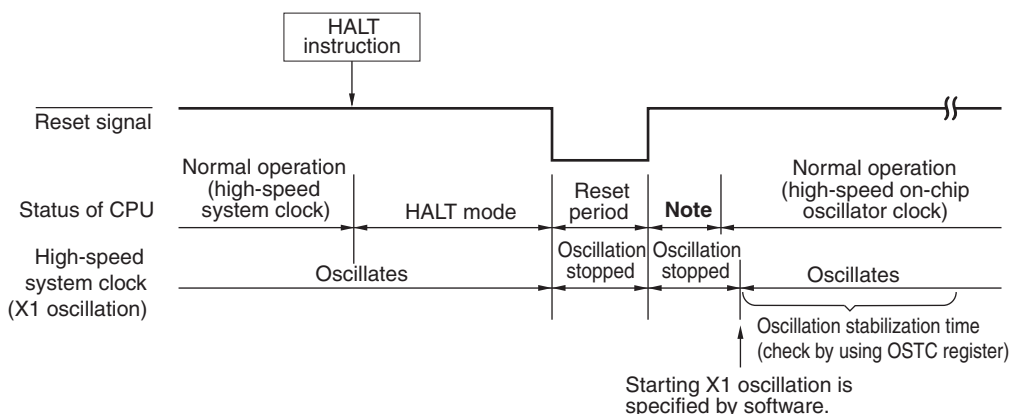 HALT
instruction
Reset signal
Normal operation
(high-speed
system clock)
Reset
period
Normal operation
(high-speed on-chip
oscillator clock)
Status of CPU
HALT mode
Note
High-speed
system clock
(X1 oscillation)
Oscillates
Oscillation
stopped
Oscillation
stopped
Oscillates
Oscillation stabilization time
(check by using OSTC register)
Starting X1 oscillation is
specified by software.